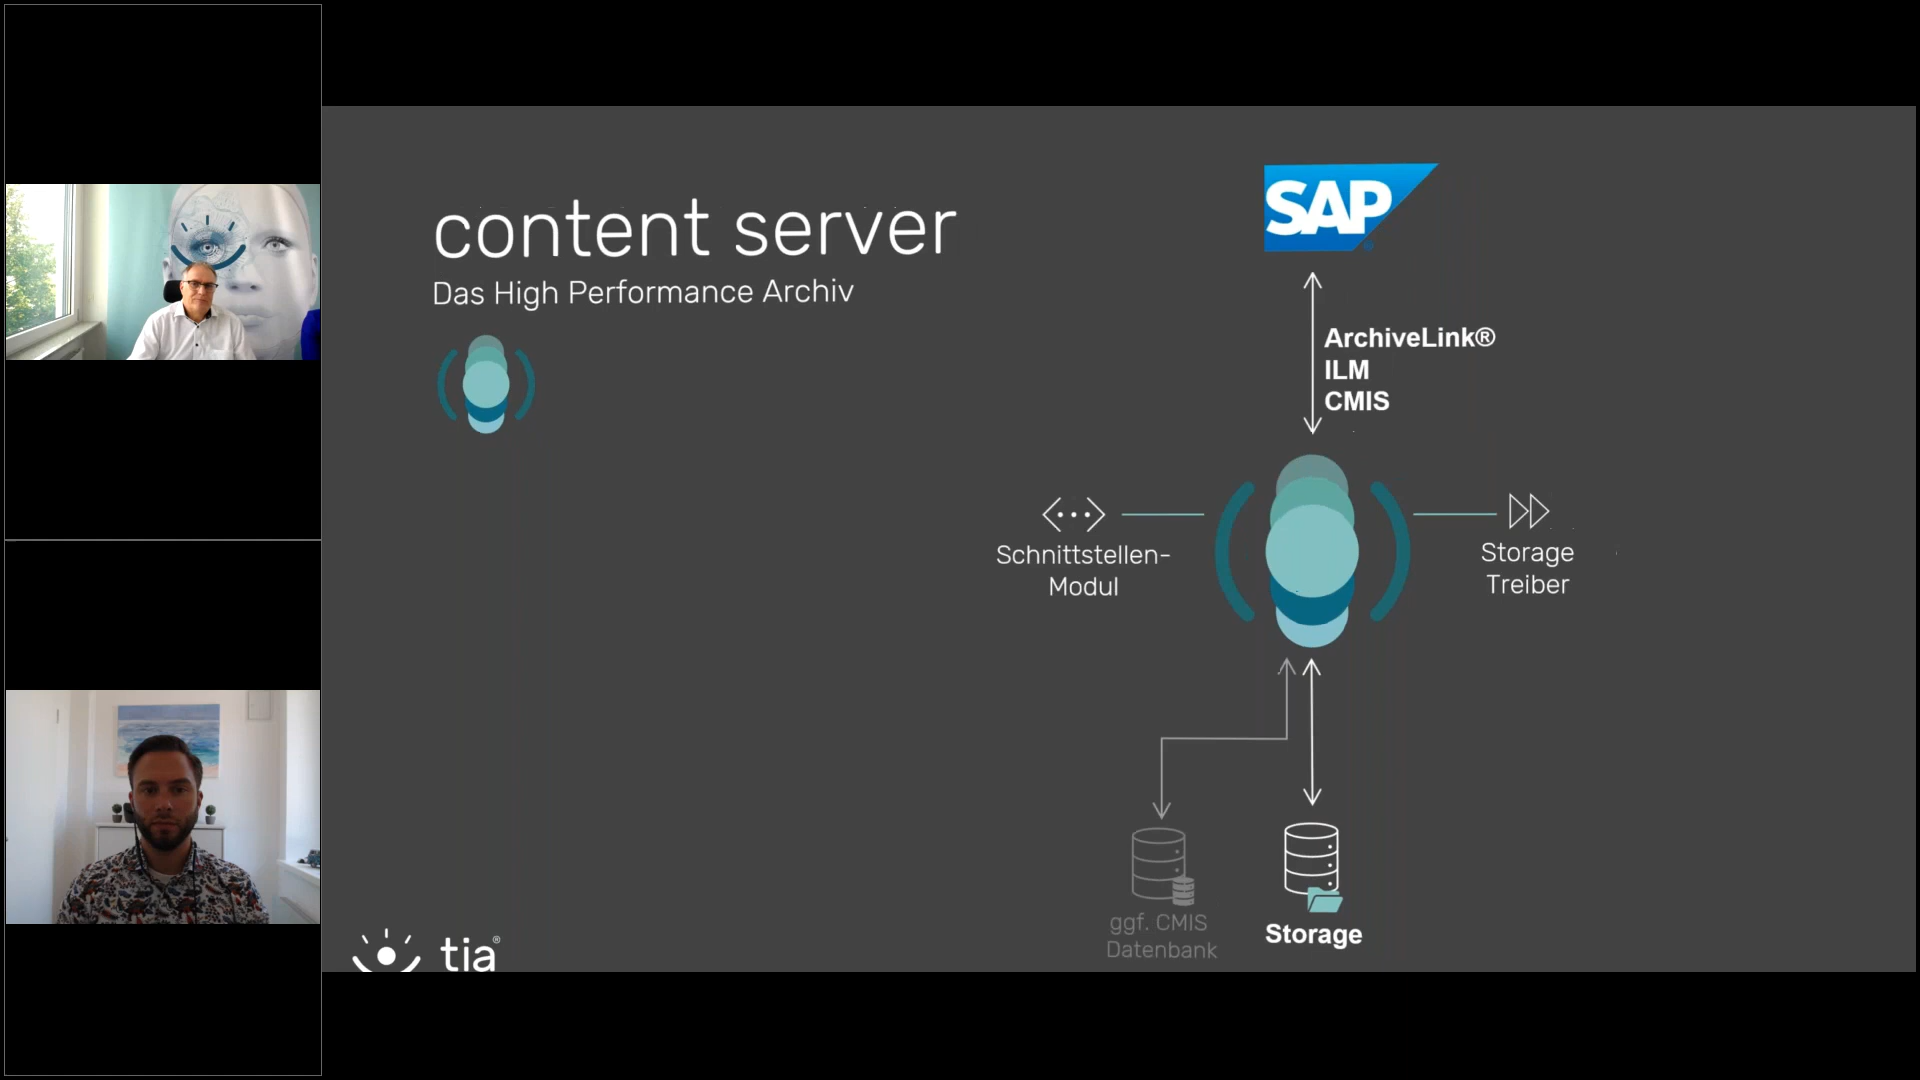 content server
Das High Performance Archiv
SAP®
ArchiveLink®
ILM
CMIS
Schnittstellen-
Modul
Storage
Treiber
ggf. CMIS
Datenbank
Storage
tia®